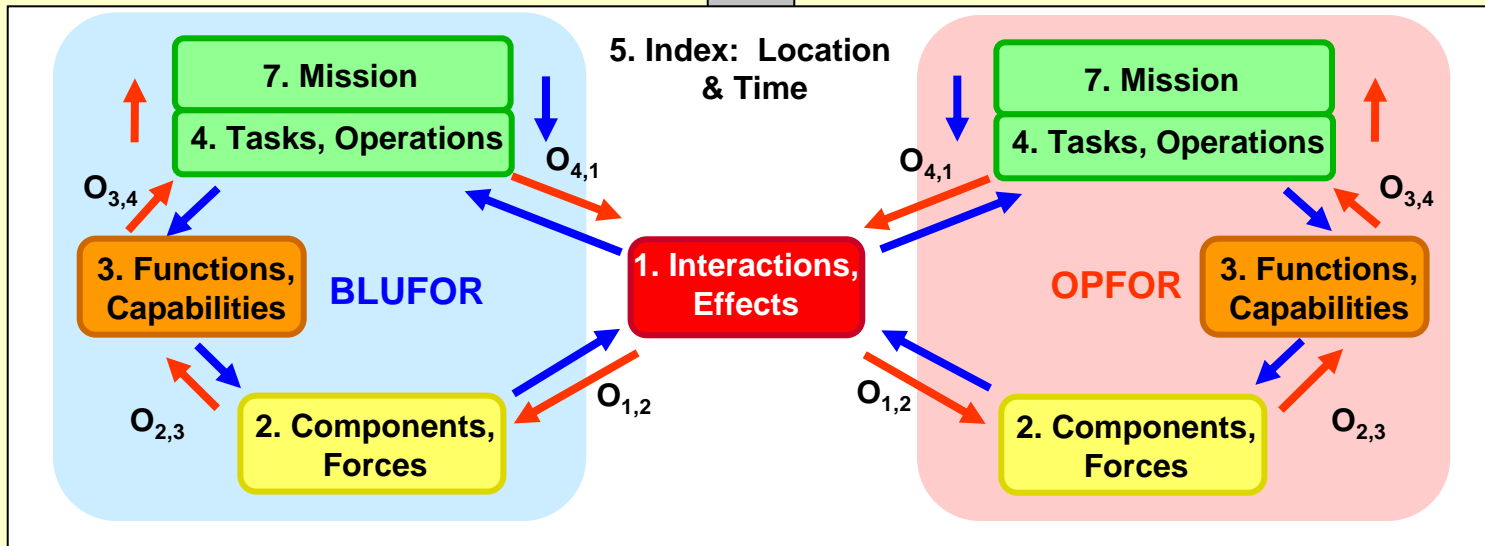 5. Index: Location
& Time
7. Mission
4. Tasks, Operations
O4,1
O3,4
3. Functions,
Capabilities
BLUFOR
O2,3
2. Components,
Forces
O1,2
1. Interactions,
Effects
7. Mission
4. Tasks, Operations
O4,1
O3,4
OPFOR
3. Functions,
Capabilities
O1,2
2. Components,
Forces
O2,3